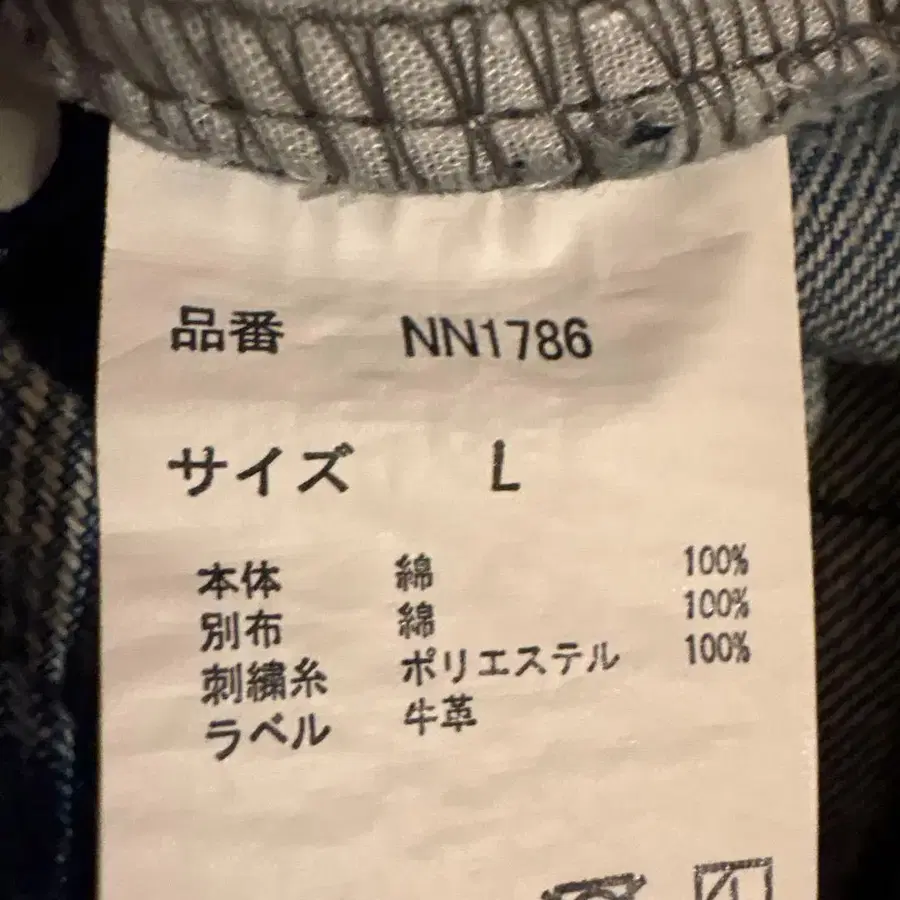 品番 NN1786
サイズ L
本体 綿 100%
別布 綿 100%
刺繍糸 ポリエステル 100%
ラベル 牛革